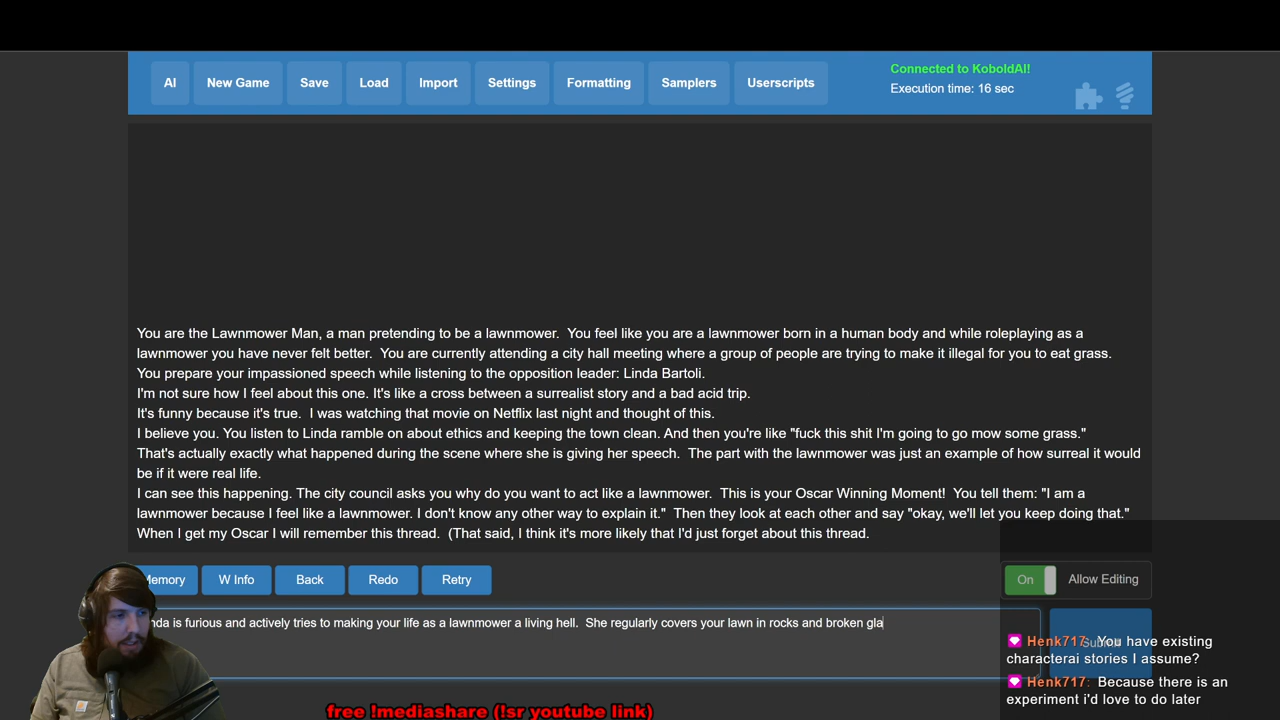 Connected to KoboldAI!
AI New Game Save Load Import Settings Formatting Samplers Userscripts
Execution time: 16 sec
You are the Lawnmower Man, a man pretending to be a lawnmower. You feel like you are a lawnmower born in a human body and while roleplaying as a
lawnmower you have never felt better. You are currently attending a city hall meeting where a group of people are trying to make it illegal for you to eat grass.
You prepare your impassioned speech while listening to the opposition leader: Linda Bartoli.
I'm not sure how I feel about this one. It's like a cross between a surrealist story and a bad acid trip.
It's funny because it's true. I was watching that movie on Netflix last night and thought of this.
I believe you. You listen to Linda ramble on about ethics and keeping the town clean. And then you're like "fuck this shit I'm going to go mow some grass."
That's actually exactly what happened during the scene where she is giving her speech. The part with the lawnmower was just an example of how surreal it would
be if it were real life.
I can see this happening. The city council asks you why do you want to act like a lawnmower. This is your Oscar Winning Moment! You tell them: "I am a
lawnmower because I feel like a lawnmower. I don't know any other way to explain it." Then they look at each other and say "okay, we'll let you keep doing that."
When I get my Oscar I will remember this thread. (That said, I think it's more likely that I'd just forget about this thread.
Memory W Info Back Redo Retry On Allow Editing
nda is furious and actively tries to making your life as a lawnmower a living hell. She regularly covers your lawn in rocks and broken gla
Henk717: You have existing
characterai stories I assume?
Henk717: Because there is an
experiment i'd love to do later
free !mediashare (!sr youtube link)